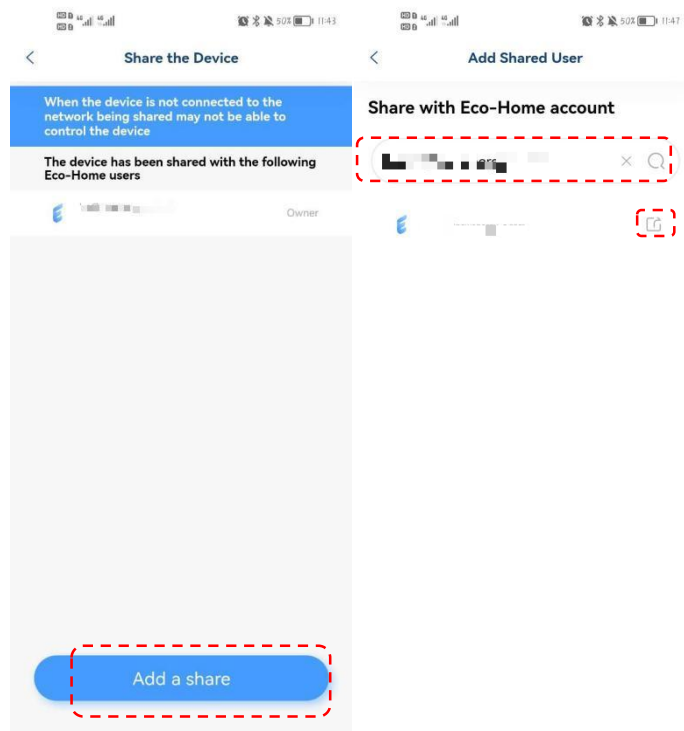 50% 11:43
Share the Device
When the device is not connected to the
network being shared may not be able to
control the device
The device has been shared with the following
Eco-Home users
Owner
Add a share
50% 11:47
Add Shared User
Share with Eco-Home account